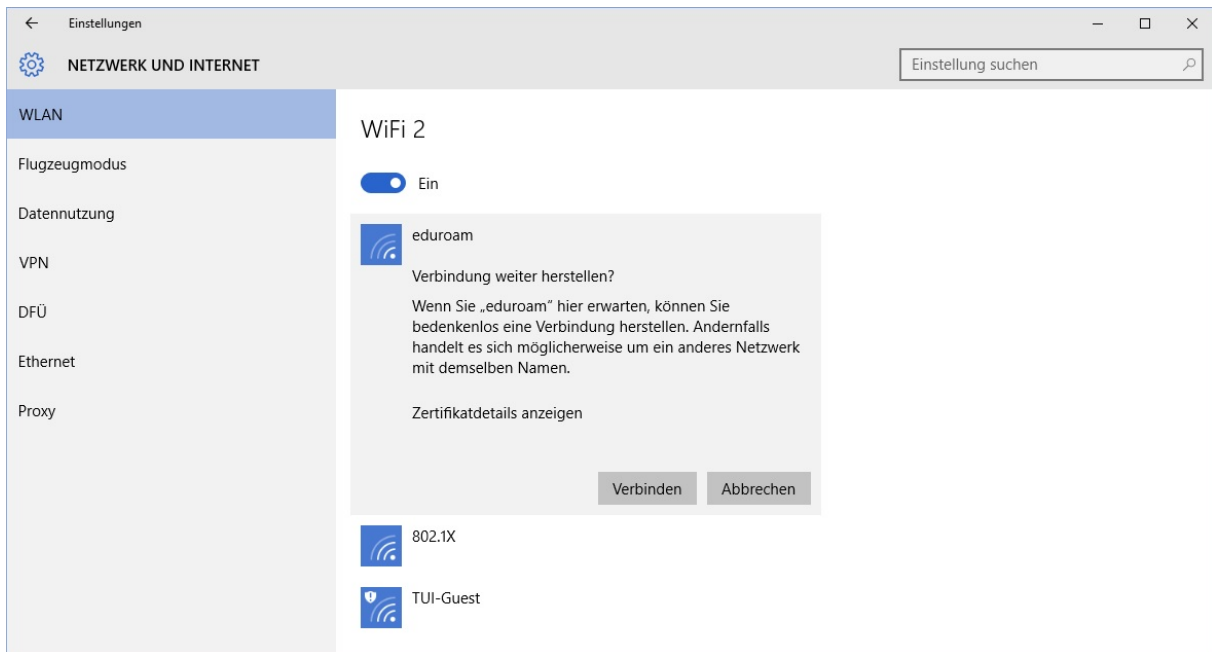 Einstellungen
NETZWERK UND INTERNET
Einstellung suchen
WLAN
Flugzeugmodus
Datennutzung
VPN
DFÜ
Ethernet
Proxy
WiFi 2
Ein
eduroam
Verbindung weiter herstellen?
Wenn Sie „eduroam“ hier erwarten, können Sie
bedenkenlos eine Verbindung herstellen. Andernfalls
handelt es sich möglicherweise um ein anderes Netzwerk
mit demselben Namen.
Zertifikatdetails anzeigen
Verbinden
Abbrechen
802.1X
TUI-Guest